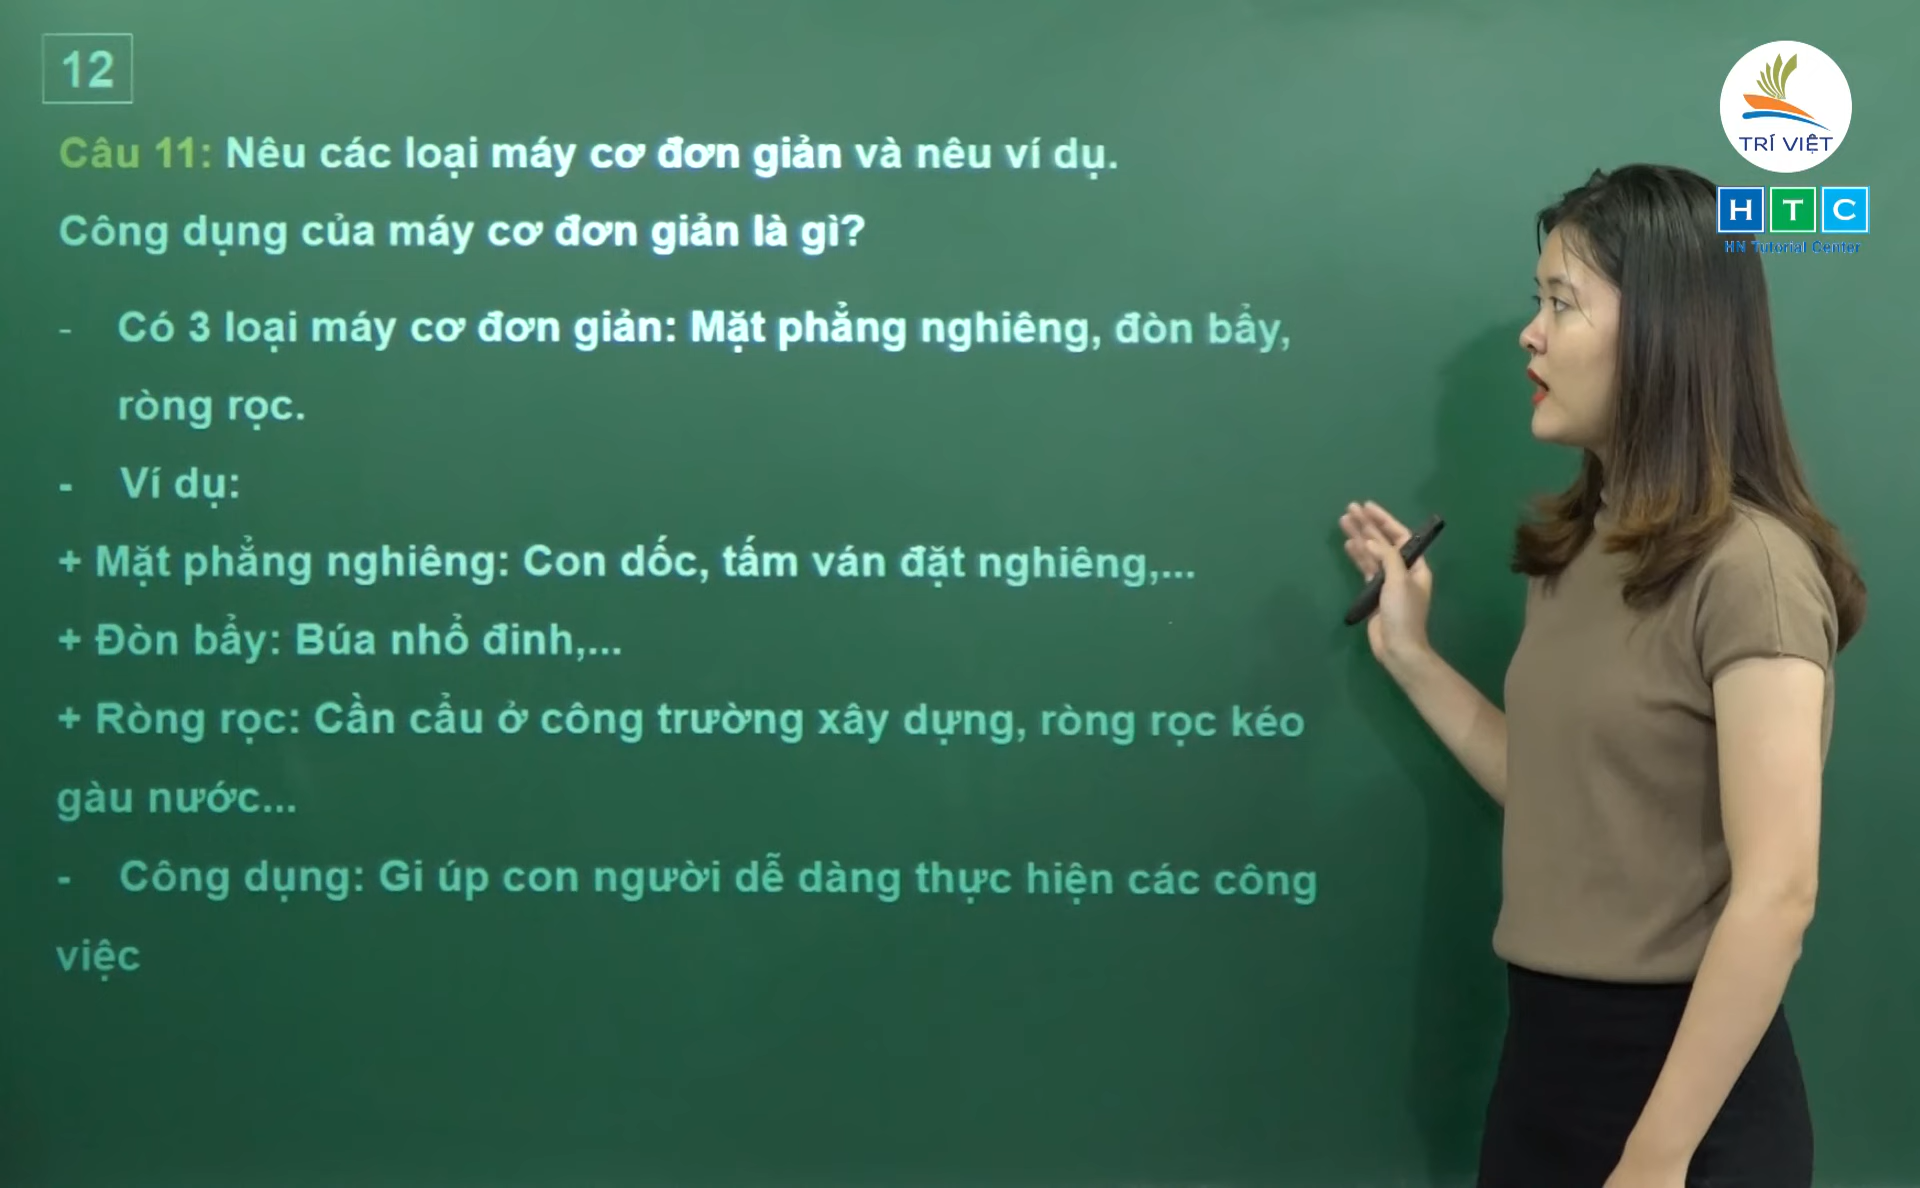 12
TRÍ VIỆT
Câu 11: Nêu các loại máy cơ đơn giản và nêu ví dụ.
H T C
HN Tutorial Center
Công dụng của máy cơ đơn giản là gì?
- Có 3 loại máy cơ đơn giản: Mặt phẳng nghiêng, đòn bẩy,
ròng rọc.
- Ví dụ:
+ Mặt phẳng nghiêng: Con dốc, tấm ván đặt nghiêng,...
+ Đòn bẩy: Búa nhổ đinh,...
+ Ròng rọc: Cần cẩu ở công trường xây dựng, ròng rọc kéo
gàu nước...
- Công dụng: Gi úp con người dễ dàng thực hiện các công
việc